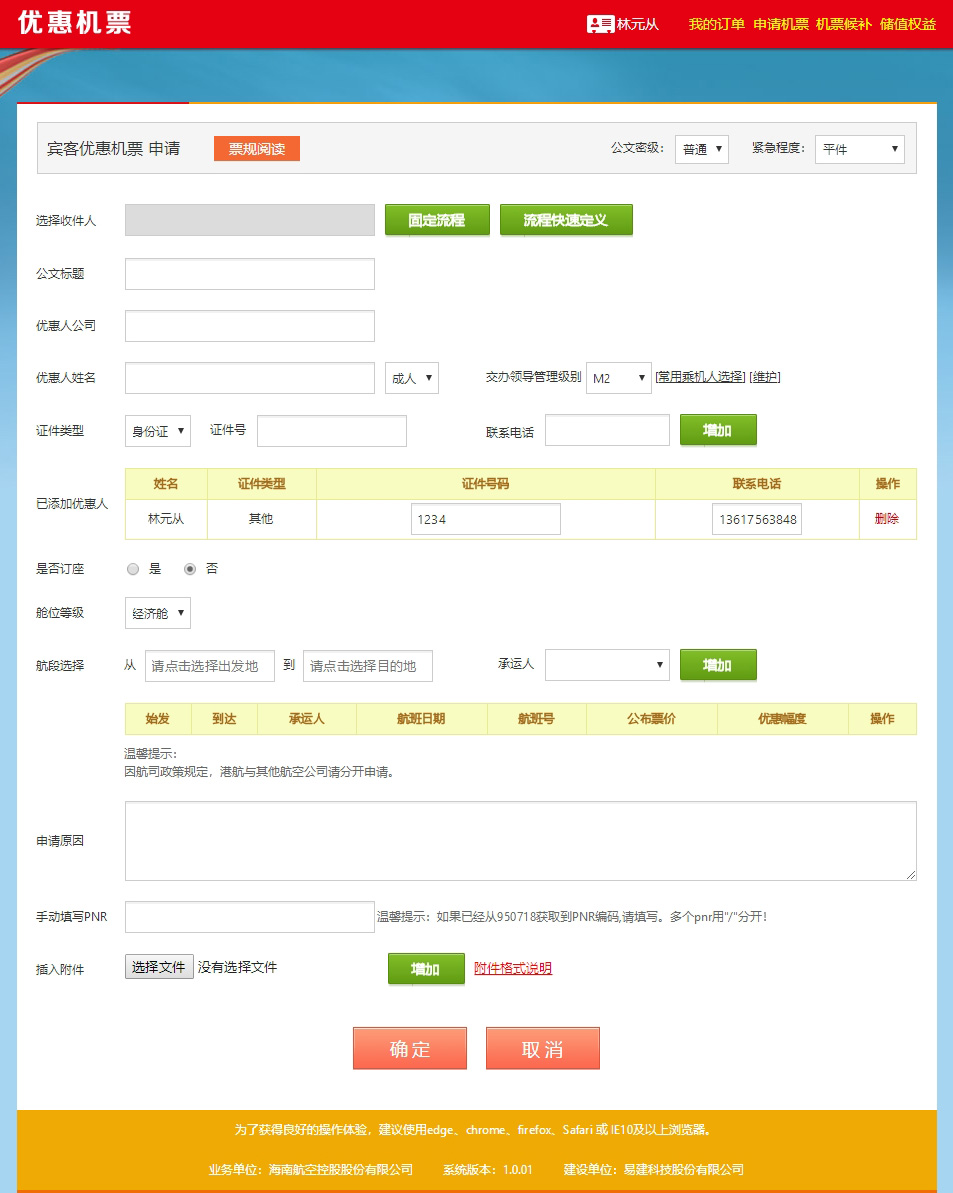 优惠机票 林元从 我的订单 申请机票 机票候补 储值权益
宾客优惠机票 申请 票规阅读 公文密级： 普通 紧急程度： 平件
选择收件人 固定流程 流程快速定义
公文标题
优惠人公司
优惠人姓名 成人 交办领导管理级别 M2 [常用乘机人选择] [维护]
证件类型 身份证 证件号 联系电话 增加
姓名 证件类型 证件号码 联系电话 操作
已添加优惠人
林元从 其他 1234 13617563848 删除
是否订座 是 否
舱位等级 经济舱
航段选择 从 请点击选择出发地 到 请点击选择目的地 承运人 增加
始发 到达 承运人 航班日期 航班号 公布票价 优惠幅度 操作
温馨提示：
因航司政策规定，港航与其他航空公司请分开申请。
申请原因
手动填写PNR 温馨提示：如果已经从950718获取到PNR编码,请填写。多个pnr用"/"分开！
插入附件 选择文件 没有选择文件 增加 附件格式说明
确定 取消
为了获得良好的操作体验，建议使用edge、chrome、firefox、Safari 或 IE10及以上浏览器。
业务单位：海南航空控股股份有限公司 系统版本：1.0.01 建设单位：易建科技股份有限公司